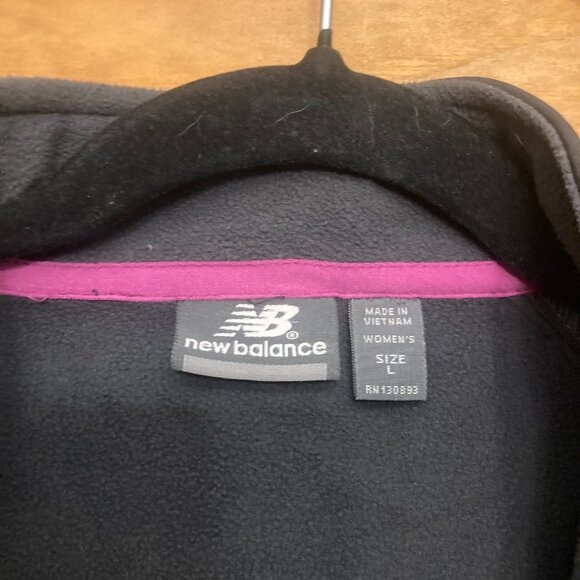 NB
®
new balance
MADE IN
VIETNAM
WOMEN'S
SIZE
L
RN130893